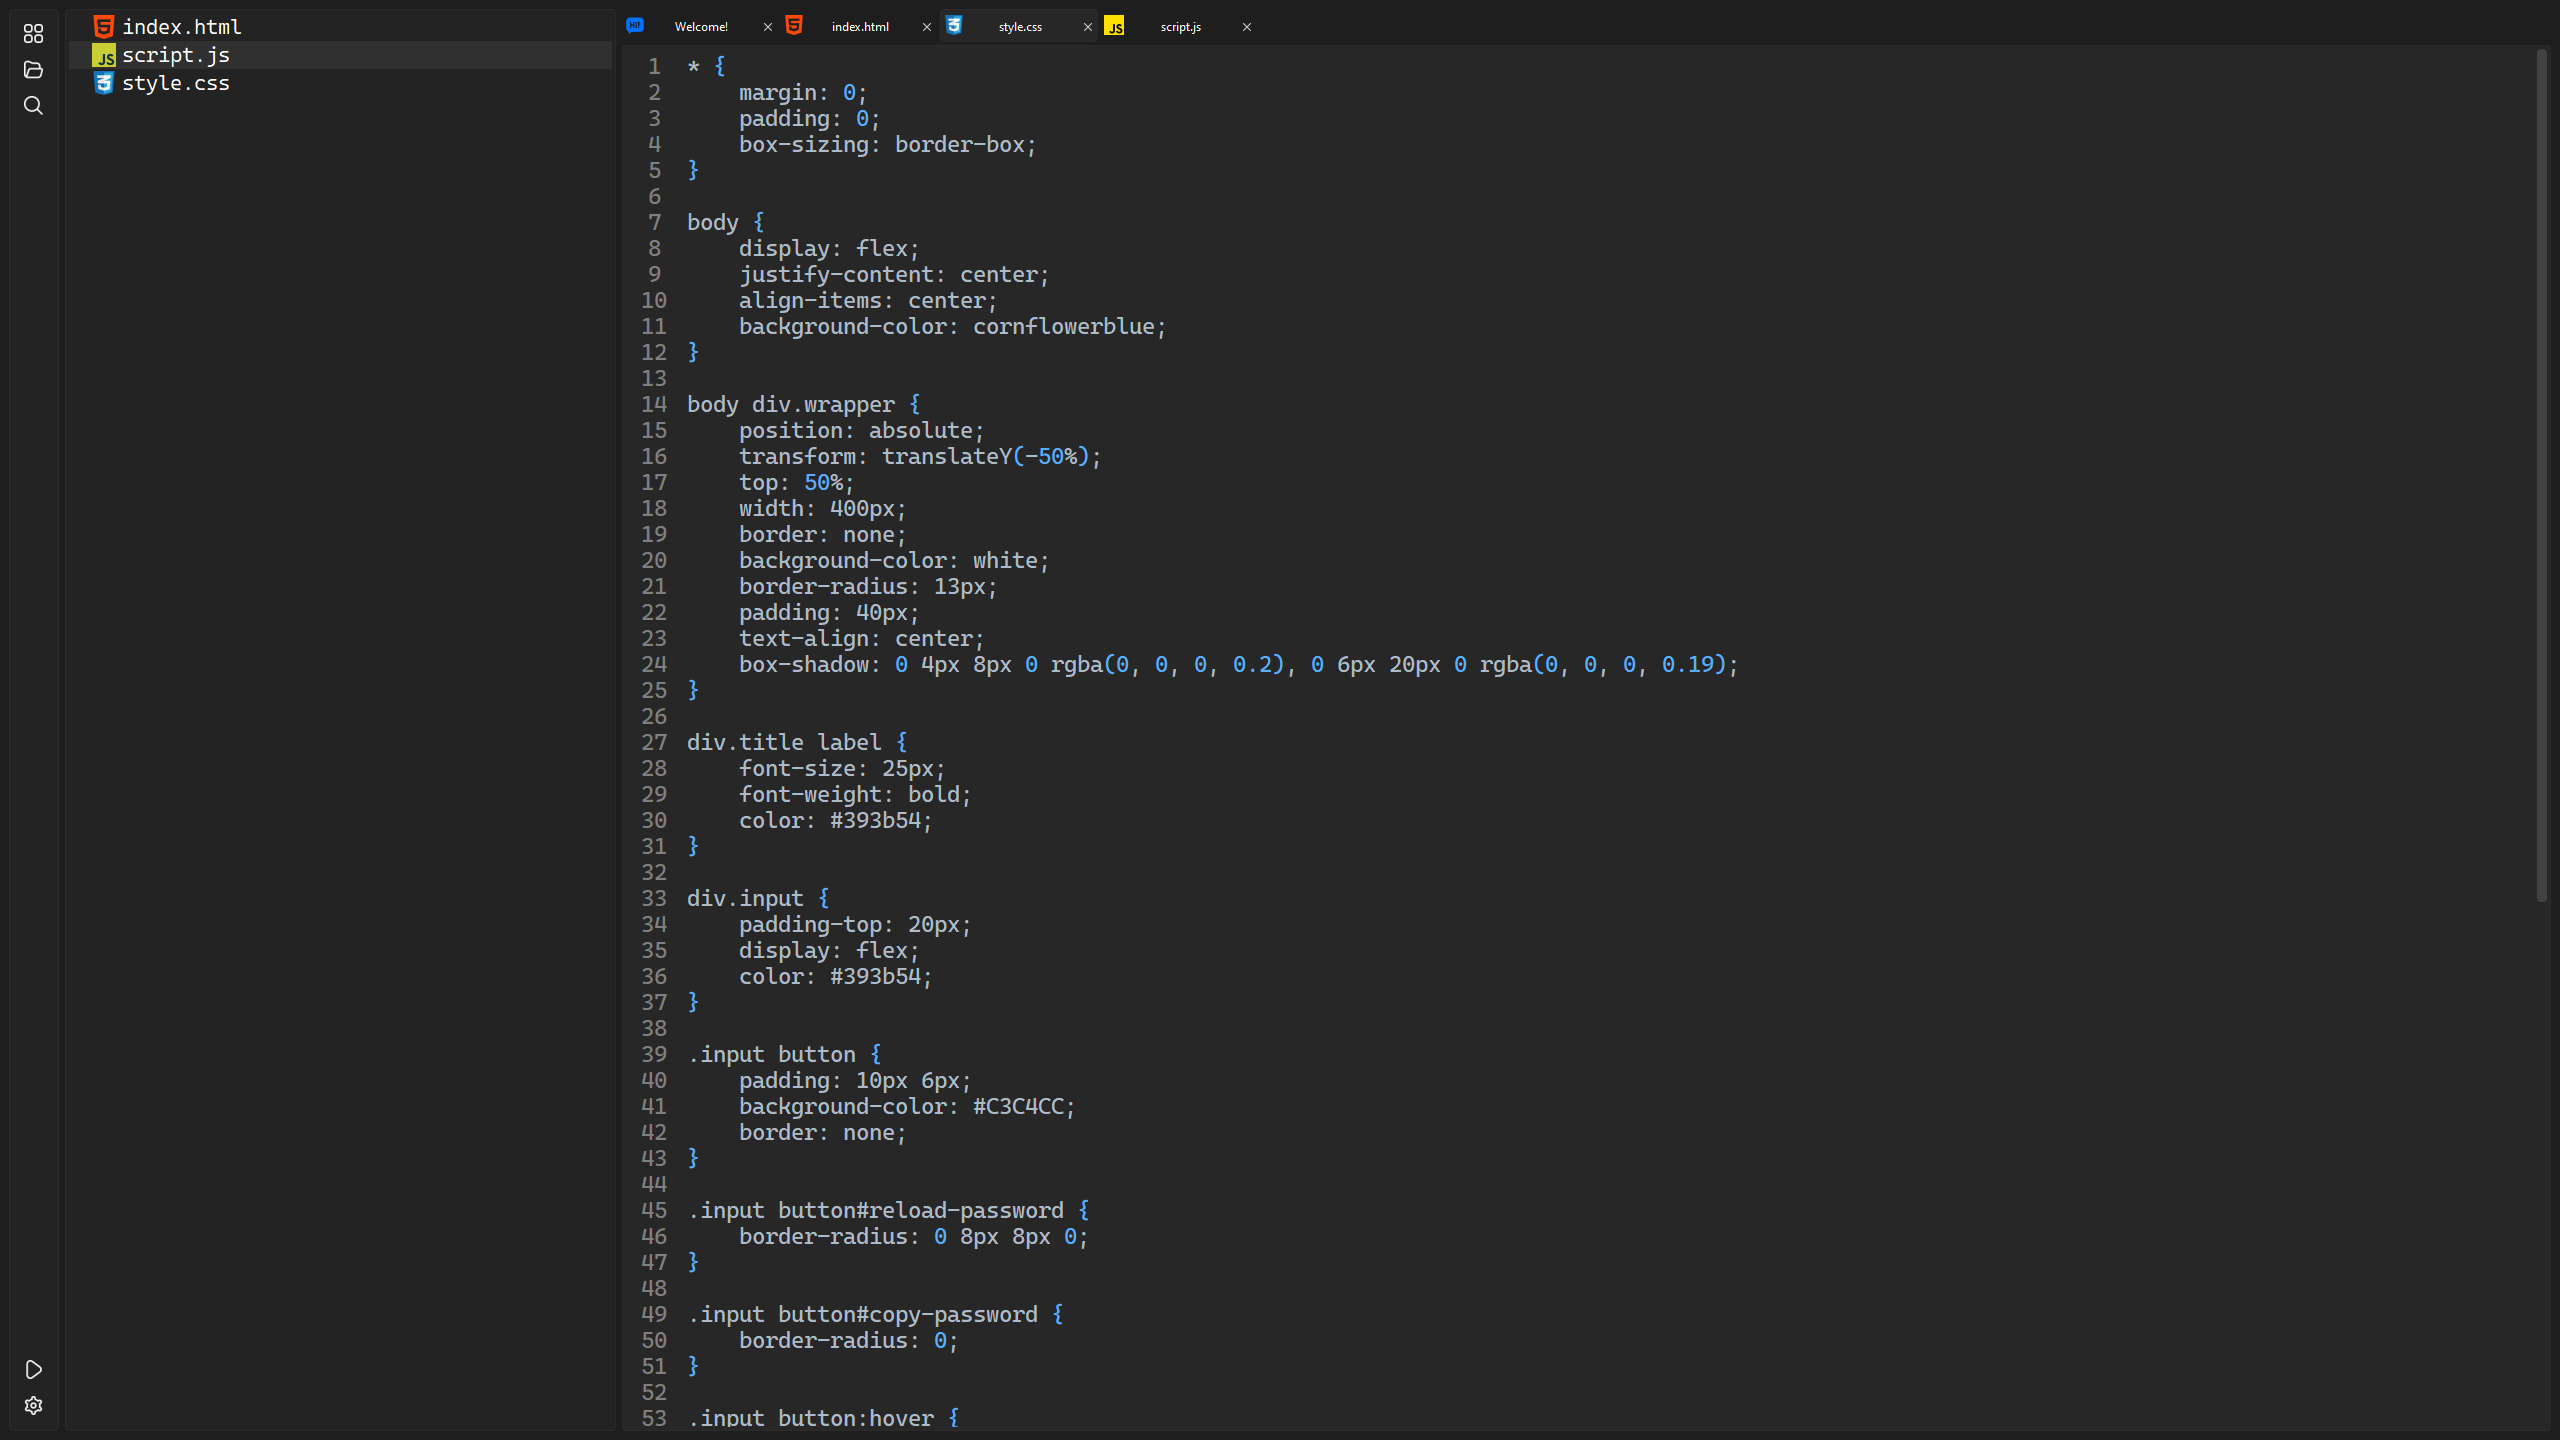 index.html
script.js
style.css
Welcome!
index.html
style.css
script.js
1 * {
2     margin: 0;
3     padding: 0;
4     box-sizing: border-box;
5 }
6
7 body {
8     display: flex;
9     justify-content: center;
10     align-items: center;
11     background-color: cornflowerblue;
12 }
13
14 body div.wrapper {
15     position: absolute;
16     transform: translateY(-50%);
17     top: 50%;
18     width: 400px;
19     border: none;
20     background-color: white;
21     border-radius: 13px;
22     padding: 40px;
23     text-align: center;
24     box-shadow: 0 4px 8px 0 rgba(0, 0, 0, 0.2), 0 6px 20px 0 rgba(0, 0, 0, 0.19);
25 }
26
27 div.title label {
28     font-size: 25px;
29     font-weight: bold;
30     color: #393b54;
31 }
32
33 div.input {
34     padding-top: 20px;
35     display: flex;
36     color: #393b54;
37 }
38
39 .input button {
40     padding: 10px 6px;
41     background-color: #C3C4CC;
42     border: none;
43 }
44
45 .input button#reload-password {
46     border-radius: 0 8px 8px 0;
47 }
48
49 .input button#copy-password {
50     border-radius: 0;
51 }
52
53 .input button:hover {